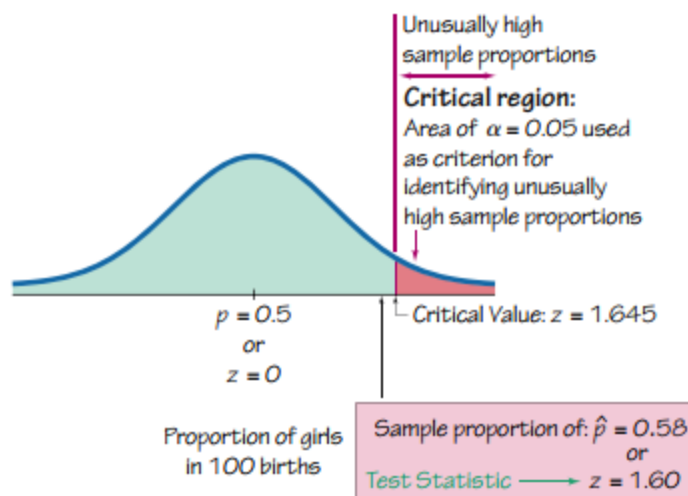 Unusually high
sample proportions
Critical region:
Area of α = 0.05 used
as criterion for
identifying unusually
high sample proportions
p = 0.5
or
z = 0
Critical Value: z = 1.645
Proportion of girls
in 100 births
Sample proportion of: p̂ = 0.58
or
Test Statistic → z = 1.60